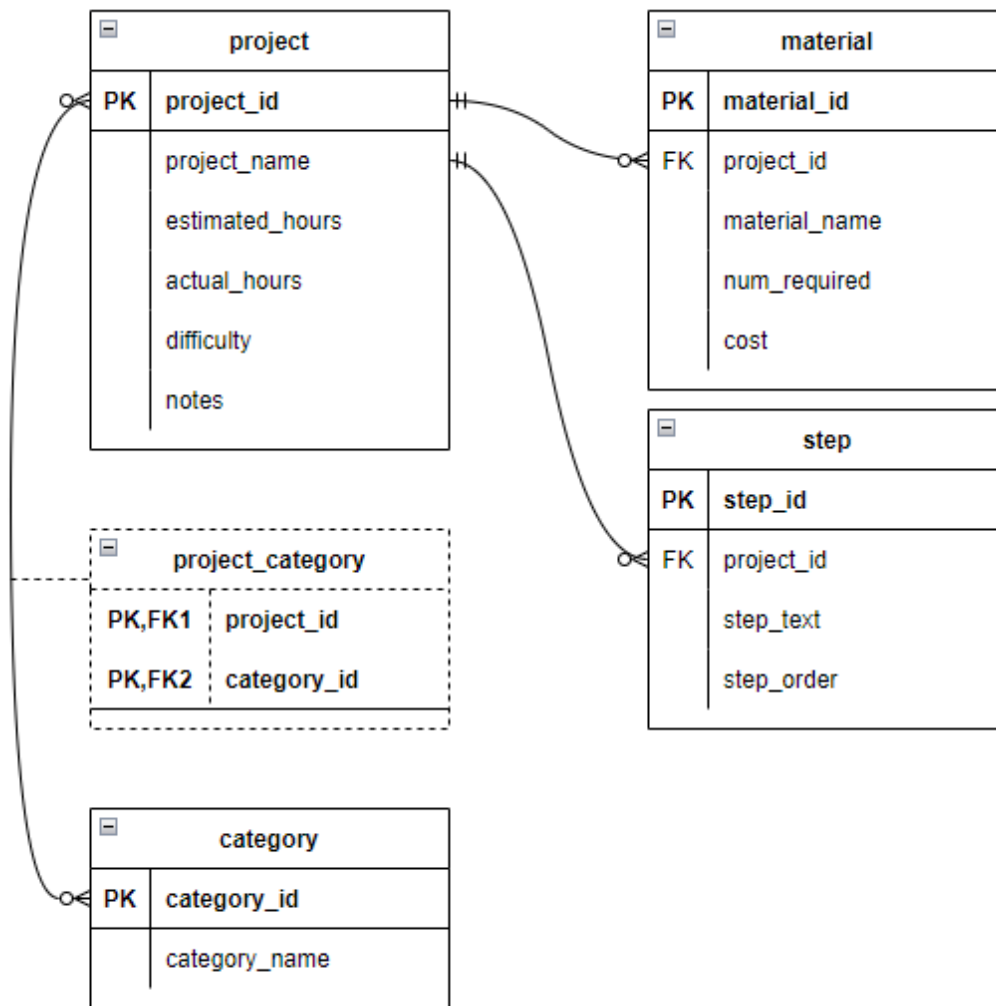 project
PK project_id
project_name
estimated_hours
actual_hours
difficulty
notes
material
PK material_id
FK project_id
material_name
num_required
cost
step
PK step_id
FK project_id
step_text
step_order
project_category
PK,FK1 project_id
PK,FK2 category_id
category
PK category_id
category_name